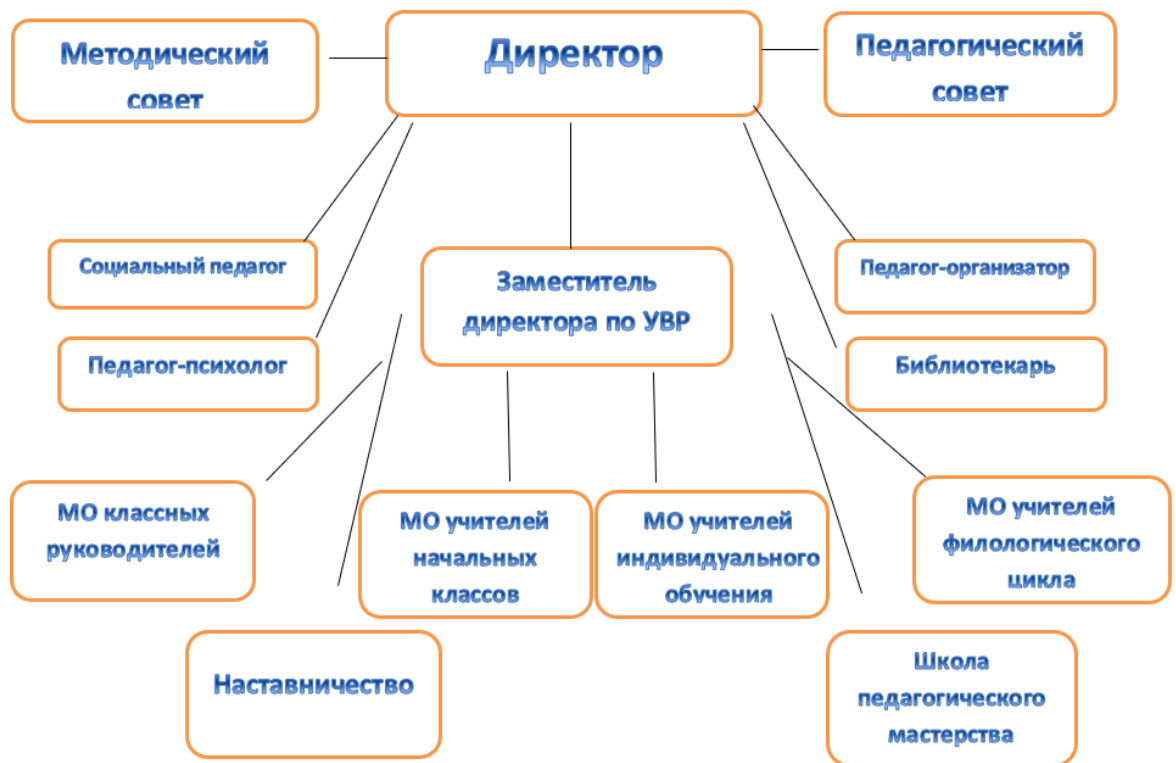 Методический
совет
Директор
Педагогический
совет
Социальный педагог
Заместитель
директора по УВР
Педагог-организатор
Педагог-психолог
Библиотекарь
МО классных
руководителей
МО учителей
начальных
классов
МО учителей
индивидуального
обучения
МО учителей
филологического
цикла
Наставничество
Школа
педагогического
мастерства